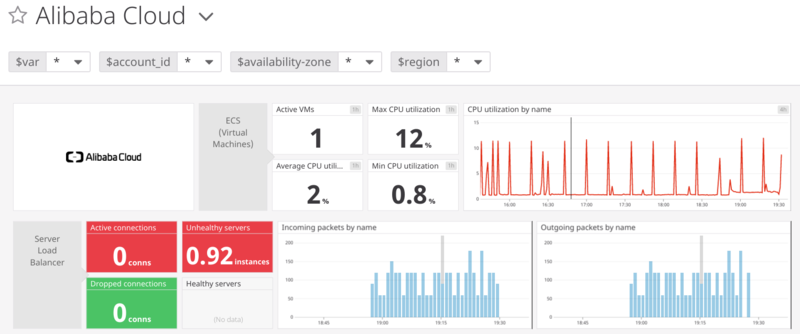 Alibaba Cloud
$var * $account_id * $availability-zone * $region *
Alibaba Cloud
ECS
(Virtual
Machines)
Active VMs 1h
1
Max CPU utilization 1h
12 %
Average CPU utili... 1h
2 %
Min CPU utilization 1h
0.8 %
CPU utilization by name 4h
15
10
5
0
16:00 16:30 17:00 17:30 18:00 18:30 19:00 19:30
Server
Load
Balancer
Active connections
0 conns
Unhealthy servers
0.92 instances
Dropped connections
0 conns
Healthy servers
(No data)
Incoming packets by name
200
150
100
50
0
18:45 19:00 19:15 19:30
Outgoing packets by name
200
150
100
50
0
18:45 19:00 19:15 19:30